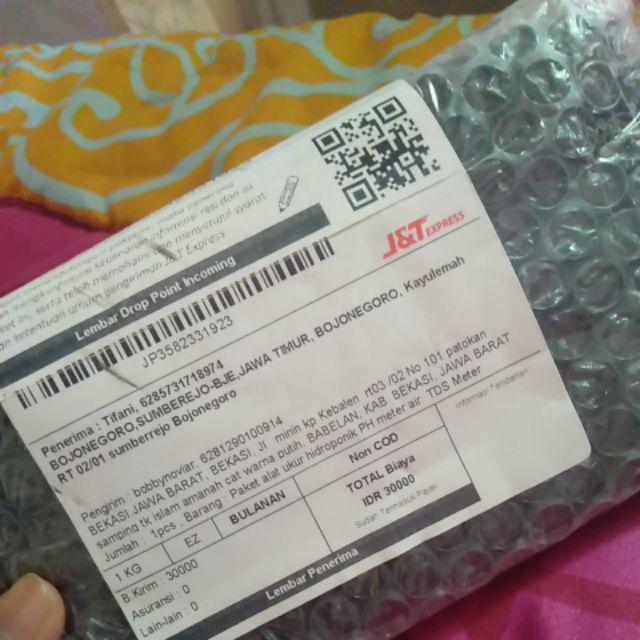 Lembar Drop Point Incoming
J&T EXPRESS
JP3582331923
Penerima : Tifani, 6285731718974
BOJONEGORO,SUMBEREJO-BJE,JAWA TIMUR, BOJONEGORO, Kayulemah
RT 02/01 sumberrejo Bojonegoro
Pengirim : bobbynoviar, 6281290100914
BEKASI,JAWA BARAT, BEKASI, Jl mirin kp Kebalen rt03 /02 No 101 patokan
samping tk islam amanah cat warna putih, BABELAN, KAB. BEKASI, JAWA BARAT
Jumlah : 1pcs , Barang : Paket alat ukur hidroponik PH meter air TDS Meter
1 KG
EZ
BULANAN
Non COD
Informasi Tambahan:
B.Kirim : 30000
Asuransi : 0
Lain-lain : 0
TOTAL Biaya
IDR 30000
Sudah Termasuk Pajak
Lembar Penerima